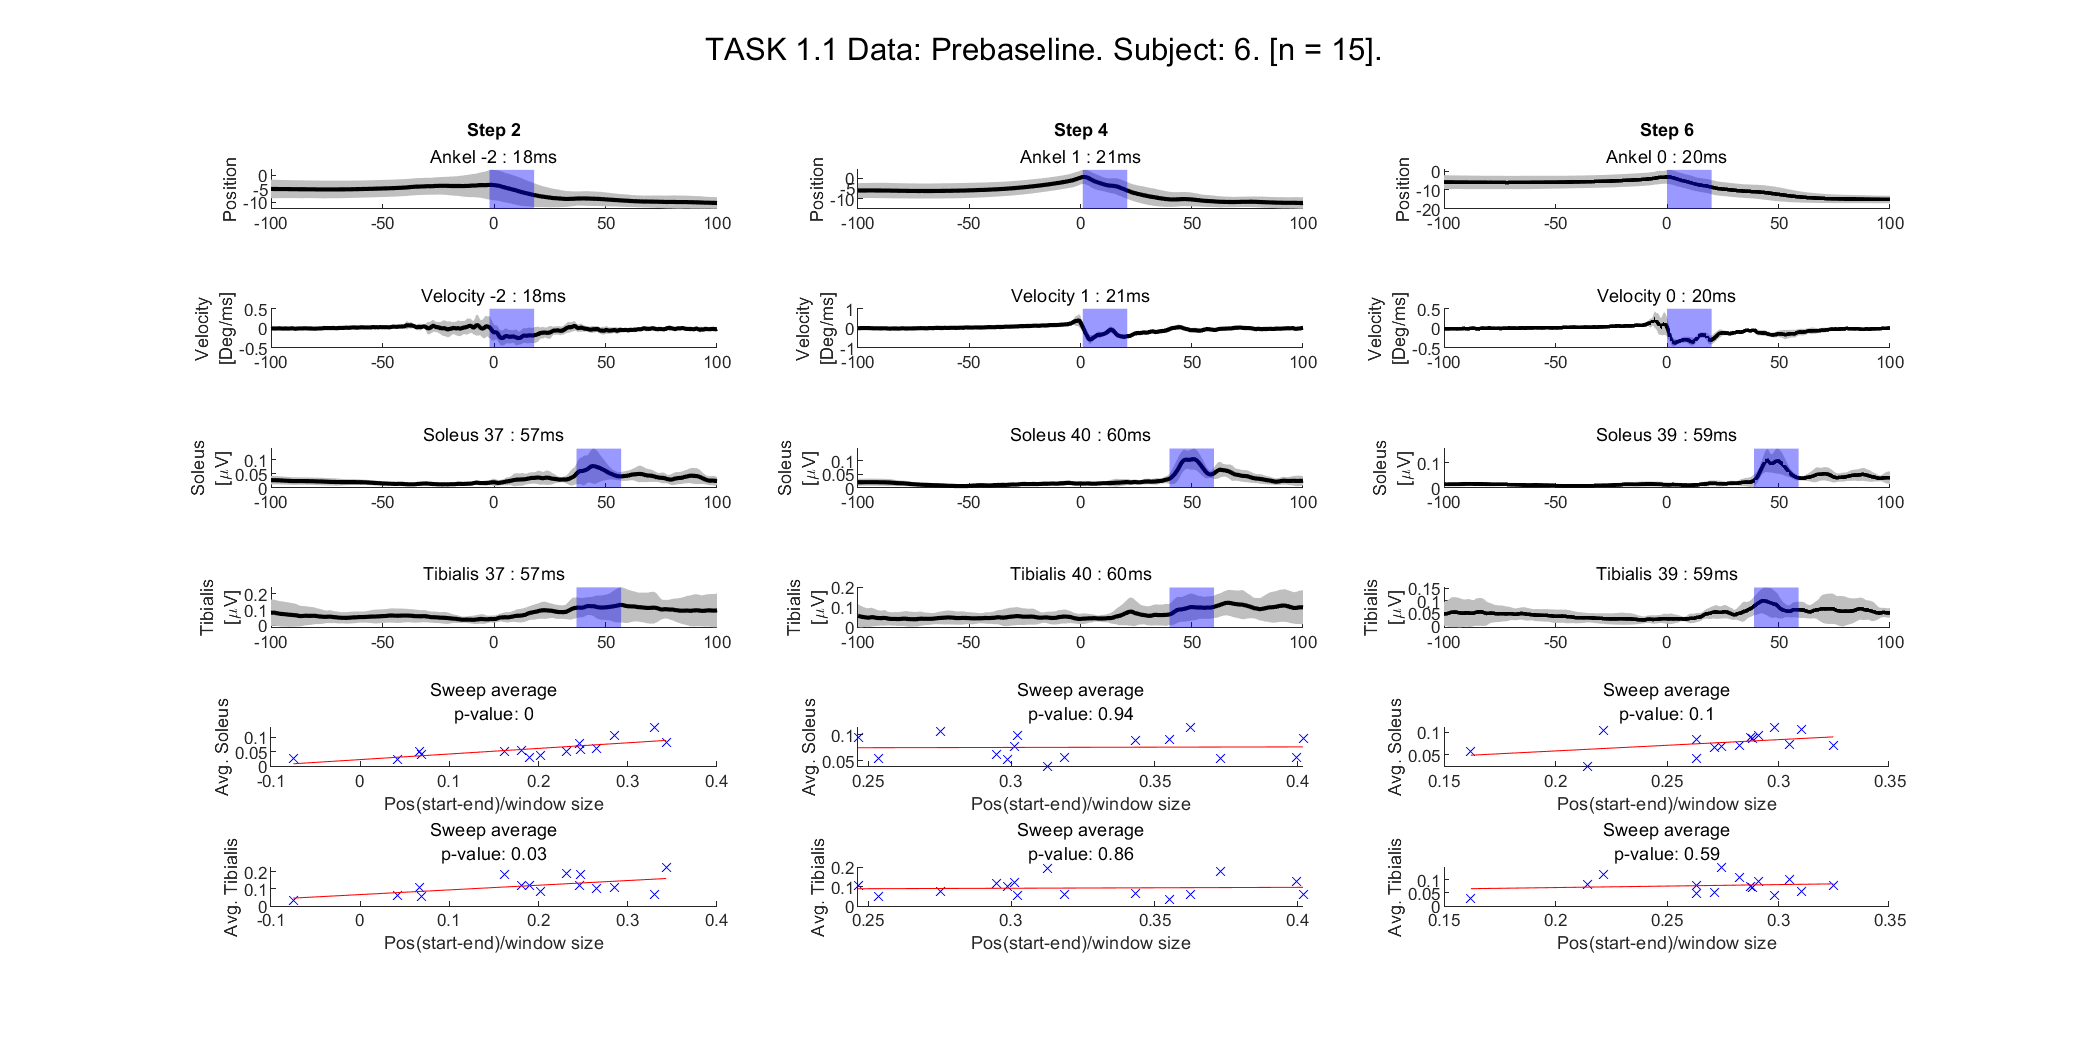 TASK 1.1 Data: Prebaseline. Subject: 6. [n = 15].
Step 2
Ankel -2 : 18ms
Position
0
-5
-10
-100 -50 0 50 100
Velocity -2 : 18ms
Velocity
[Deg/ms]
0.5
0
-0.5
-100 -50 0 50 100
Soleus 37 : 57ms
Soleus
[μV]
0.1
0.05
0
-100 -50 0 50 100
Tibialis 37 : 57ms
Tibialis
[μV]
0.2
0.1
0
-100 -50 0 50 100
Sweep average
p-value: 0
Avg. Soleus
0.1
0.05
0
-0.1 0 0.1 0.2 0.3 0.4
Pos(start-end)/window size
Sweep average
p-value: 0.03
Avg. Tibialis
0.2
0.1
0
-0.1 0 0.1 0.2 0.3 0.4
Pos(start-end)/window size
Step 4
Ankel 1 : 21ms
Position
0
-5
-10
-100 -50 0 50 100
Velocity 1 : 21ms
Velocity
[Deg/ms]
1
0
-1
-100 -50 0 50 100
Soleus 40 : 60ms
Soleus
[μV]
0.1
0.05
0
-100 -50 0 50 100
Tibialis 40 : 60ms
Tibialis
[μV]
0.2
0.1
0
-100 -50 0 50 100
Sweep average
p-value: 0.94
Avg. Soleus
0.1
0.05
0.25 0.3 0.35 0.4
Pos(start-end)/window size
Sweep average
p-value: 0.86
Avg. Tibialis
0.2
0.1
0
0.25 0.3 0.35 0.4
Pos(start-end)/window size
Step 6
Ankel 0 : 20ms
Position
0
-10
-20
-100 -50 0 50 100
Velocity 0 : 20ms
Velocity
[Deg/ms]
0.5
0
-0.5
-100 -50 0 50 100
Soleus 39 : 59ms
Soleus
[μV]
0.1
0
-100 -50 0 50 100
Tibialis 39 : 59ms
Tibialis
[μV]
0.15
0.1
0.05
0
-100 -50 0 50 100
Sweep average
p-value: 0.1
Avg. Soleus
0.1
0.05
0.15 0.2 0.25 0.3 0.35
Pos(start-end)/window size
Sweep average
p-value: 0.59
Avg. Tibialis
0.1
0.05
0
0.15 0.2 0.25 0.3 0.35
Pos(start-end)/window size